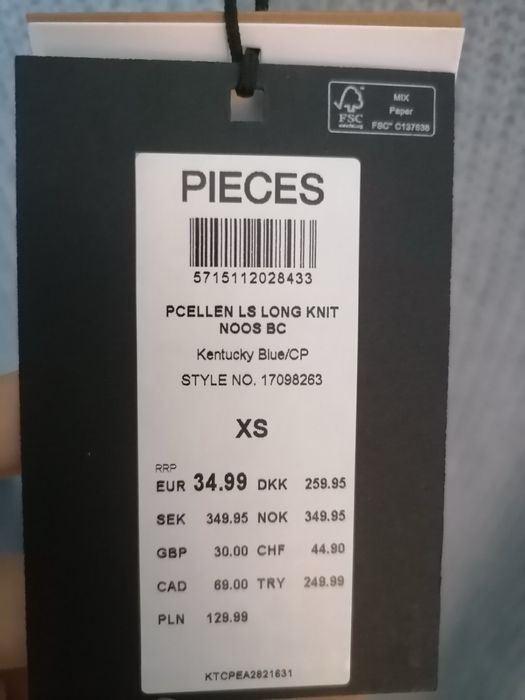 MIX
Paper
FSC
FSC™ C137638
PIECES
5715112028433
PCELLEN LS LONG KNIT
NOOS BC
Kentucky Blue/CP
STYLE NO. 17098263
XS
RRP
EUR 34.99 DKK 259.95
SEK 349.95 NOK 349.95
GBP 30.00 CHF 44.90
CAD 69.00 TRY 249.99
PLN 129.99
KTCPEA2821631